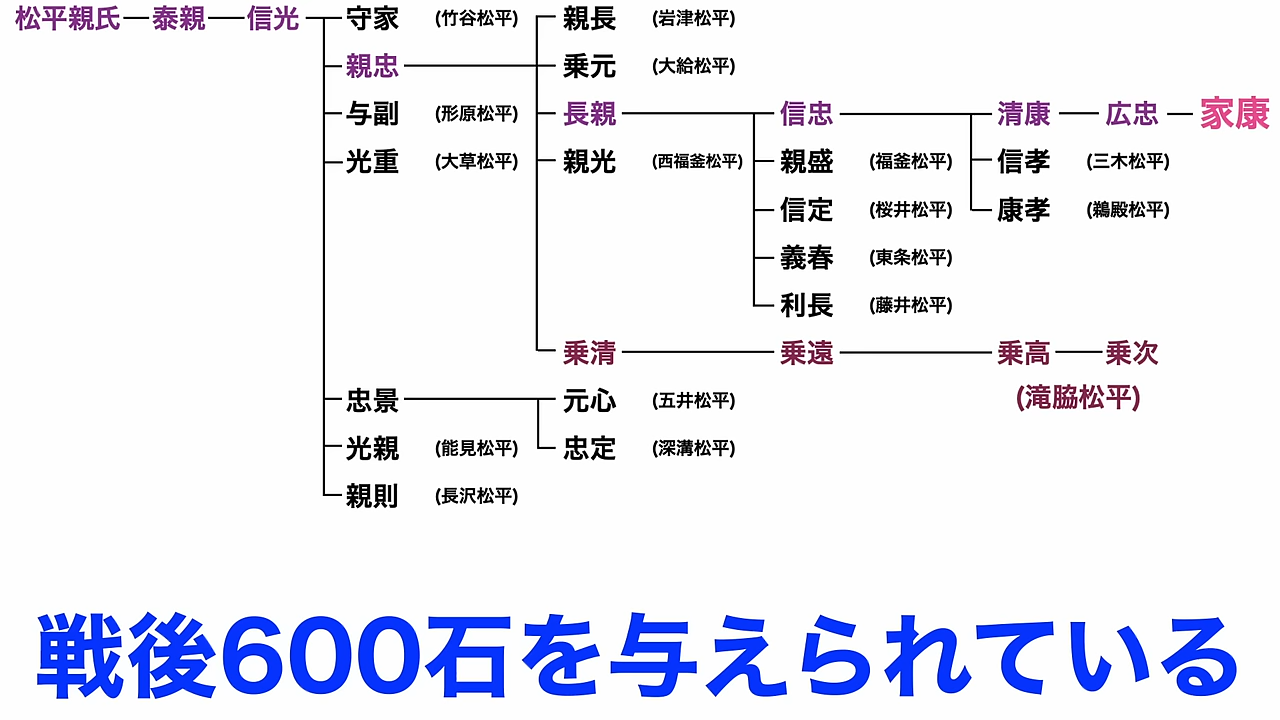 松平親氏 泰親 信光 守家 (竹谷松平) 親長 (岩津松平)
親忠 乗元 (大給松平)
与副 (形原松平) 長親 信忠 清康 広忠 家康
光重 (大草松平) 親光 (西福釜松平) 親盛 (福釜松平) 信孝 (三木松平)
信定 (桜井松平) 康孝 (鵜殿松平)
義春 (東条松平)
利長 (藤井松平)
乗清 乗遠 乗高 乗次
(滝脇松平)
忠景 元心 (五井松平)
光親 (能見松平) 忠定 (深溝松平)
親則 (長沢松平)
戦後600石を与えられている